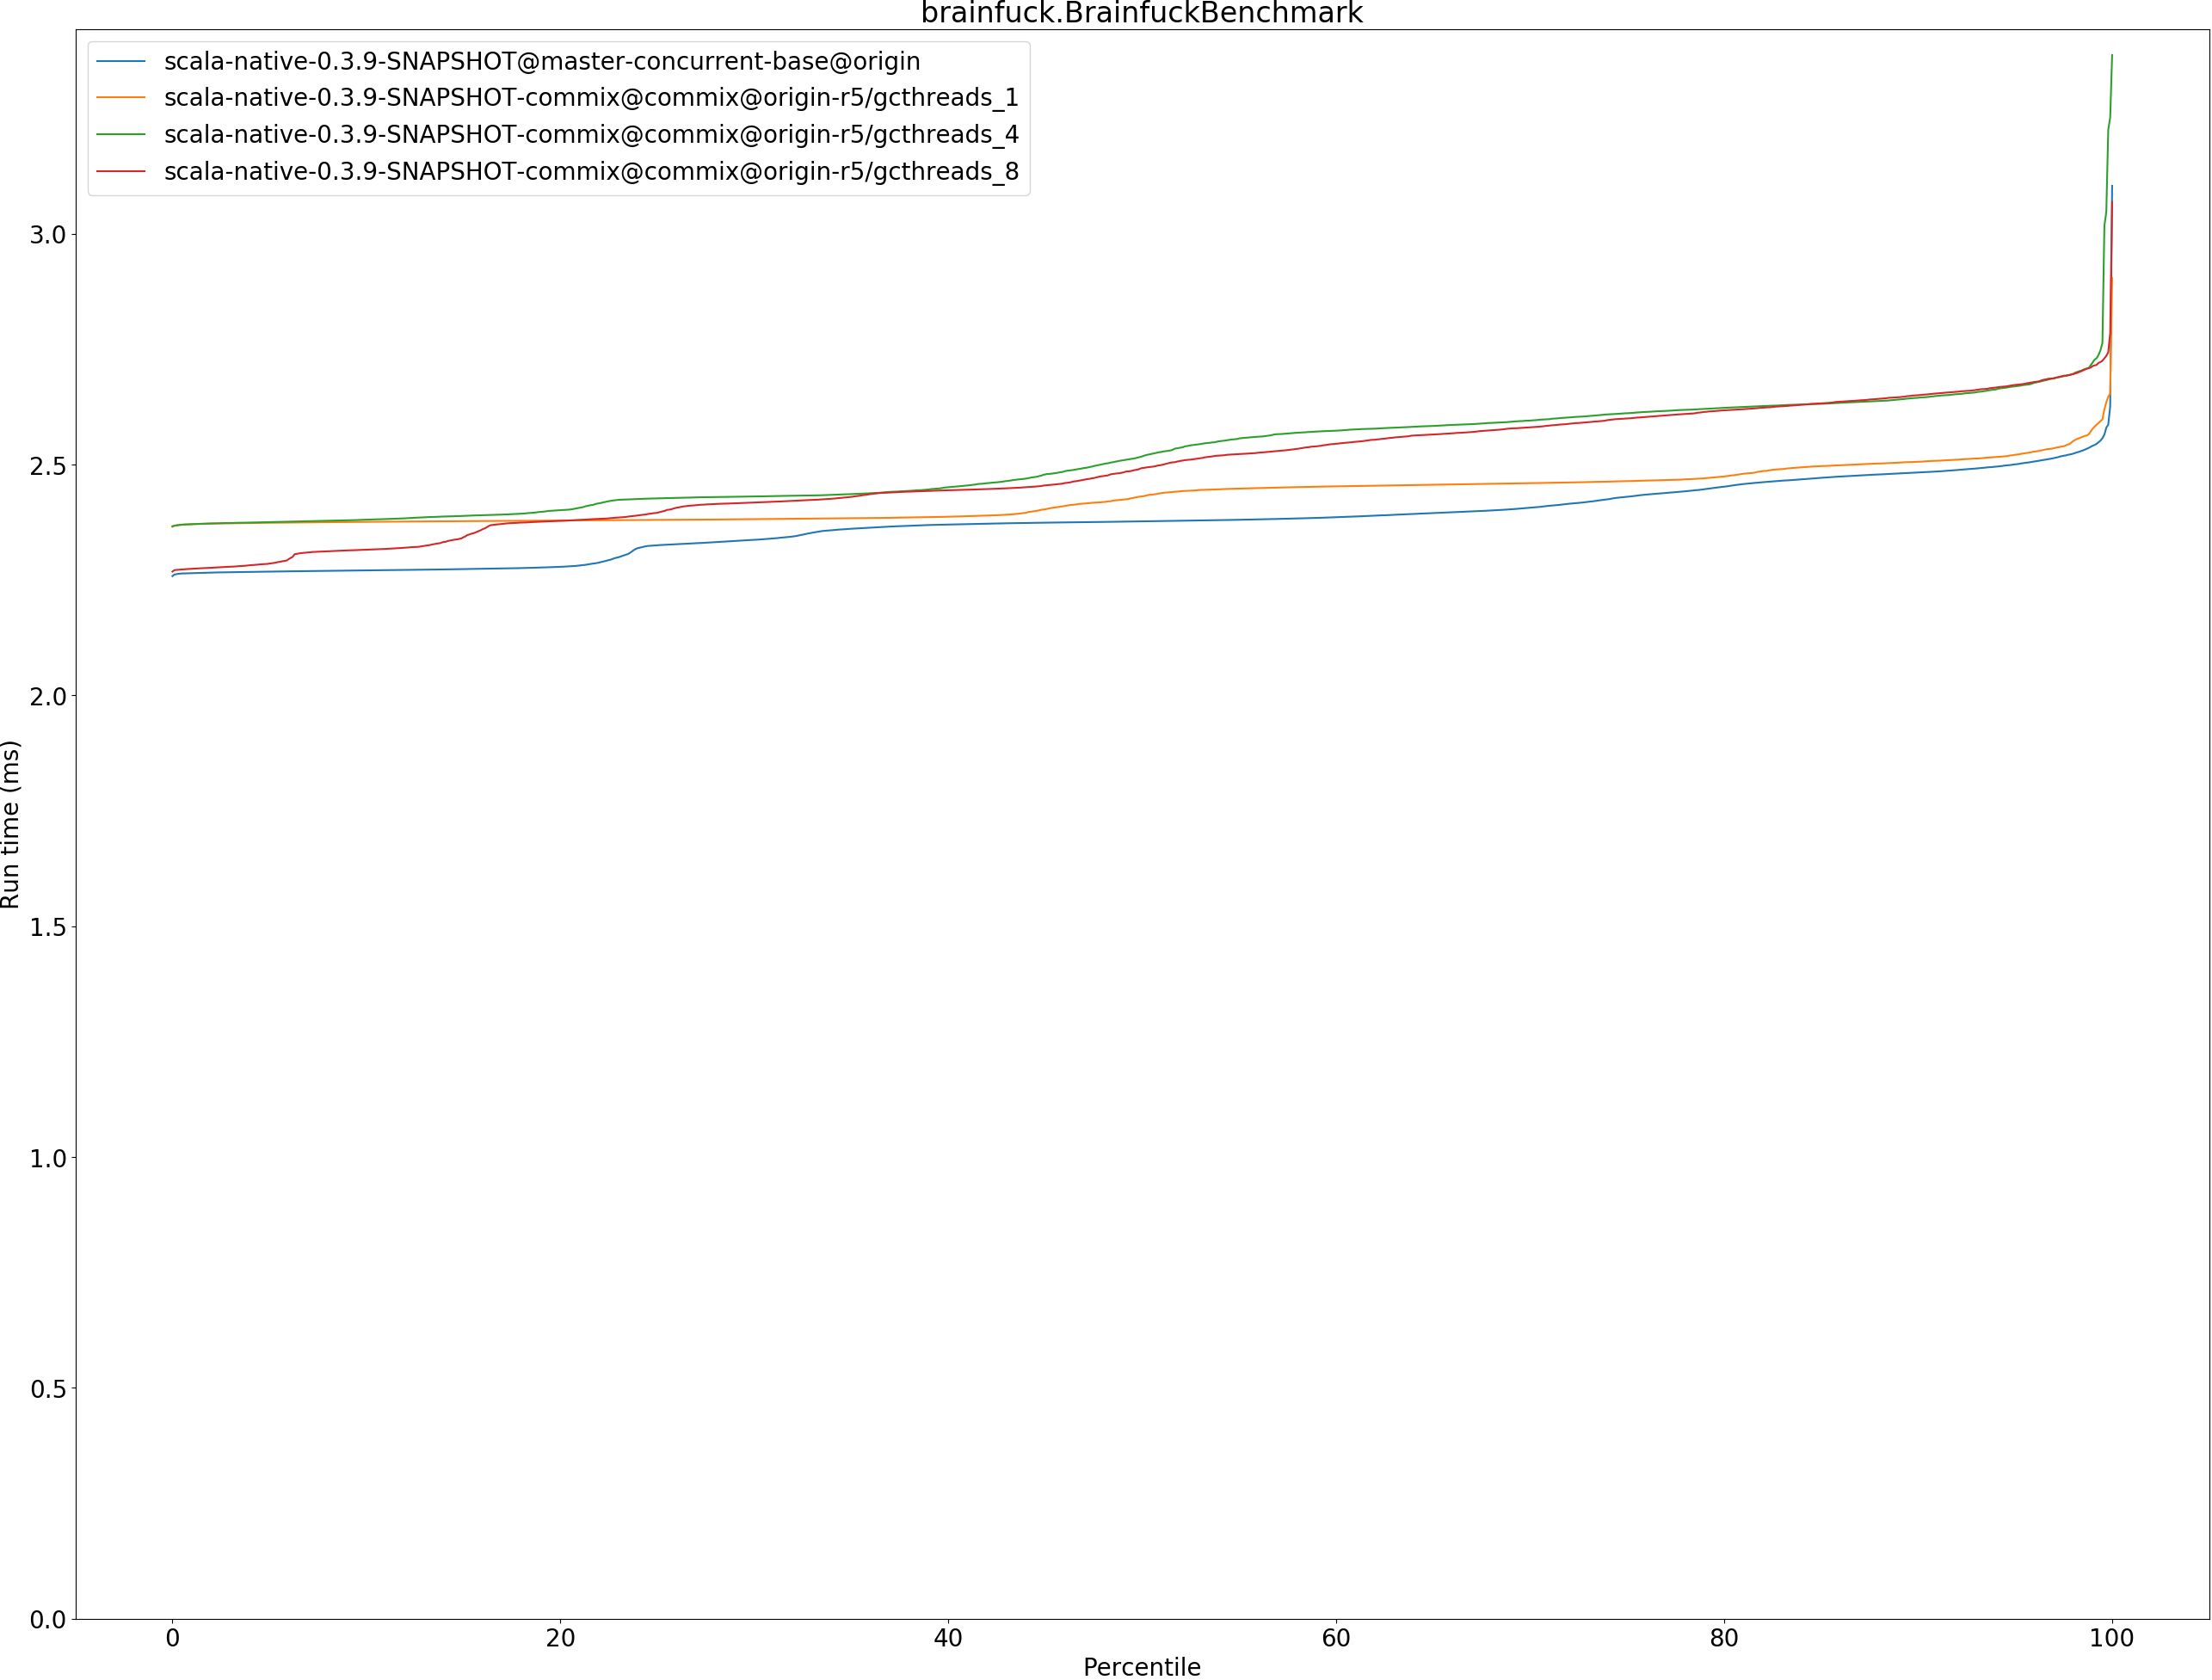 brainfuck.BrainfuckBenchmark
scala-native-0.3.9-SNAPSHOT@master-concurrent-base@origin
scala-native-0.3.9-SNAPSHOT-commix@commix@origin-r5/gcthreads_1
scala-native-0.3.9-SNAPSHOT-commix@commix@origin-r5/gcthreads_4
scala-native-0.3.9-SNAPSHOT-commix@commix@origin-r5/gcthreads_8
3.0
2.5
2.0
1.5
1.0
0.5
0.0
Run time (ms)
0 20 40 60 80 100
Percentile